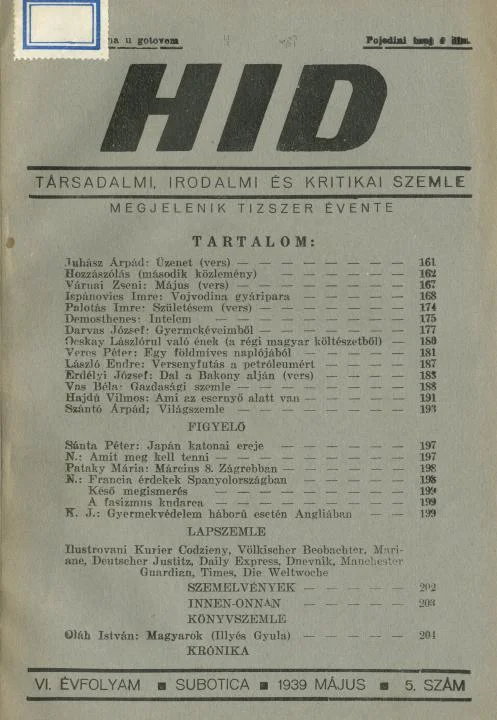 u gotovem
Pojedini broj 4 din.
HID
TÁRSADALMI, IRODALMI ÉS KRITIKAI SZEMLE
MEGJELENIK TIZSZER ÉVENTE
TARTALOM:
Juhász Árpád: Üzenet (vers) — — — — — — — — 161
Hozzászólás (második közlemény) — — — — — — 162
Várnai Zseni: Május (vers) — — — — — — — — 167
Ispánovics Imre: Vojvodina gyáripara — — — — — 168
Palotás Imre: Születésem (vers) — — — — — — — 174
Demosthenes: Intelem — — — — — — — — — 175
Darvas József: Gyermekéveimből — — — — — — — 177
Ocskay Lászlórul való ének (a régi magyar költészetből) — 180
Veres Péter: Egy földmíves naplójából — — — — — 181
László Endre: Versenyfutás a petróleumért — — — — 187
Erdélyi József: Dal a Bakony alján (vers) — — — — 188
Vas Béla: Gazdasági szemle — — — — — — — — 188
Hajdú Vilmos: Ami az esernyő alatt van — — — — — 191
Szántó Árpád: Világszemle — — — — — — — — 193
FIGYELŐ
Sánta Péter: Japán katonai ereje — — — — — — 197
N.: Amit meg kell tenni — — — — — — — — — 197
Pataky Mária: Március 8. Zágrebban — — — — — — 198
N.: Francia érdekek Spanyolországban — — — — — 198
Késő megismerés — — — — — — — — — 199
A fasizmus kudarca — — — — — — — — 199
K. J.: Gyermekvédelem háború esetén Angliában — — — 199
LAPSZEMLE
Ilustrovani Kurier Codzieny, Völkischer Beobachter, Mari-
ane, Deutscher Justitz, Daily Express, Dnevnik, Manchester
Guardian, Times, Die Weltwoche
SZEMELVÉNYEK — — — — — 202
INNEN-ONNAN — — — — — 203
KÖNYVSZEMLE
Oláh István: Magyarok (Illyés Gyula) — — — — — 204
KRÓNIKA
VI. ÉVFOLYAM ■ SUBOTICA ■ 1939 MÁJUS ■ 5. SZÁM